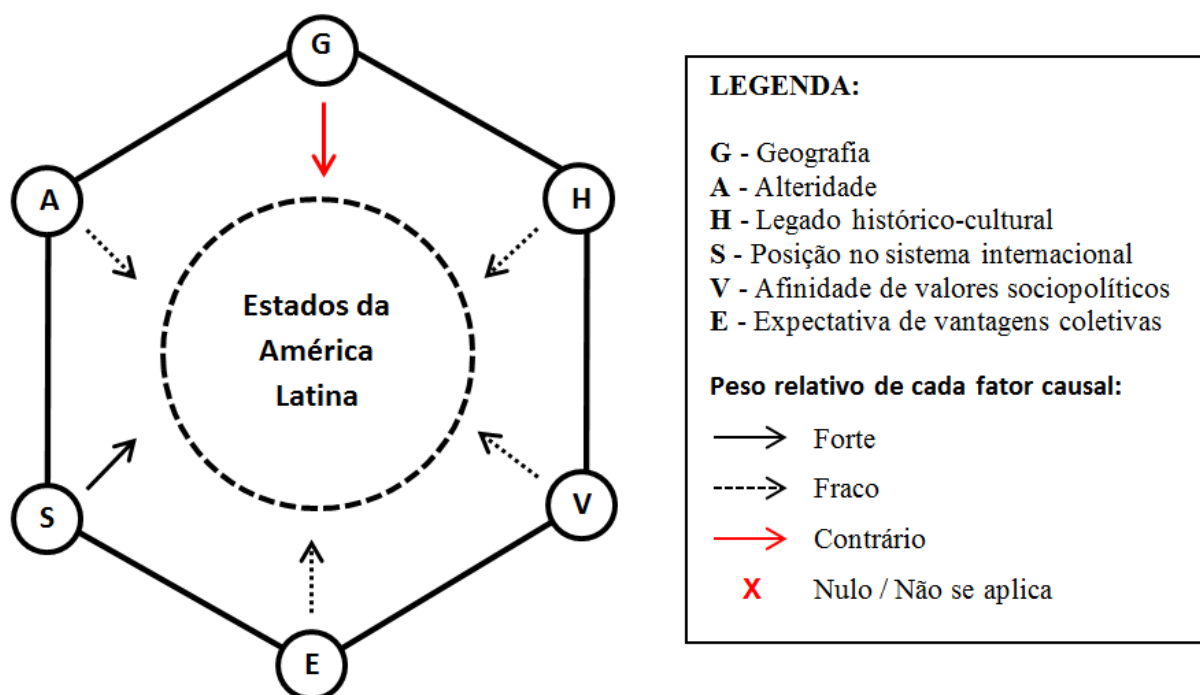 G
A
H
Estados da
América
Latina
S
V
E
LEGENDA:
G - Geografia
A - Alteridade
H - Legado histórico-cultural
S - Posição no sistema internacional
V - Afinidade de valores sociopolíticos
E - Expectativa de vantagens coletivas
Peso relativo de cada fator causal:
Forte
Fraco
Contrário
X Nulo / Não se aplica